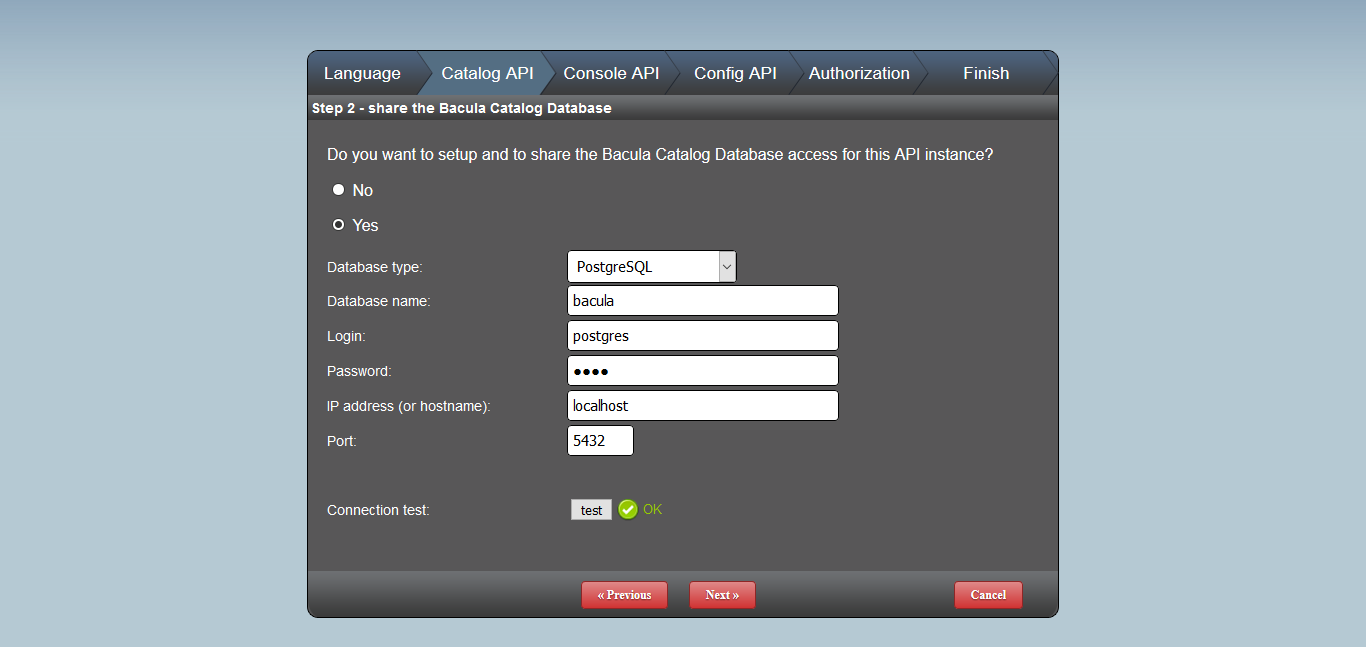 Language Catalog API Console API Config API Authorization Finish
Step 2 - share the Bacula Catalog Database
Do you want to setup and to share the Bacula Catalog Database access for this API instance?
No
Yes
Database type: PostgreSQL
Database name: bacula
Login: postgres
Password: ●●●●
IP address (or hostname): localhost
Port: 5432
Connection test: test OK
« Previous Next » Cancel